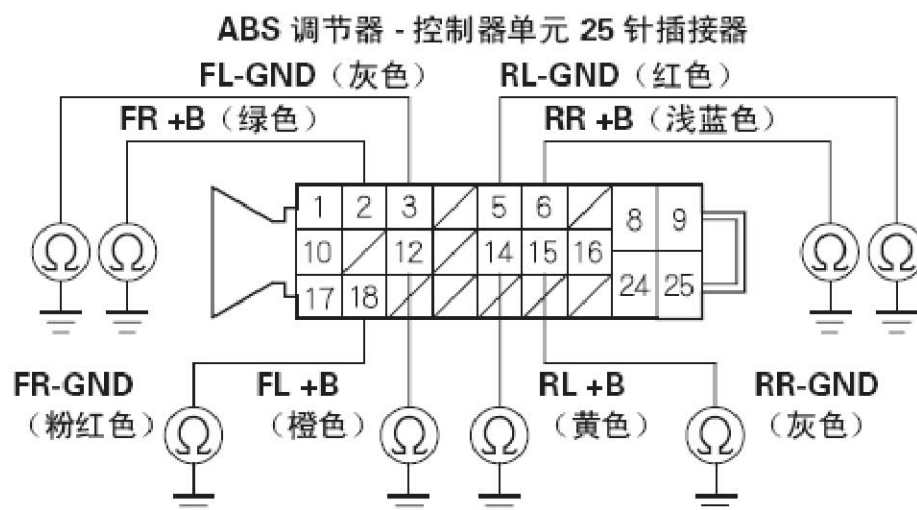 ABS 调节器 - 控制器单元 25 针插接器
FL-GND（灰色） RL-GND（红色）
FR +B（绿色） RR +B（浅蓝色）
1 2 3 5 6 8 9
Ω Ω 10 12 14 15 16 Ω Ω
17 18 24 25
FR-GND FL +B RL +B RR-GND
（粉红色） （橙色） （黄色） （灰色）
Ω Ω Ω Ω